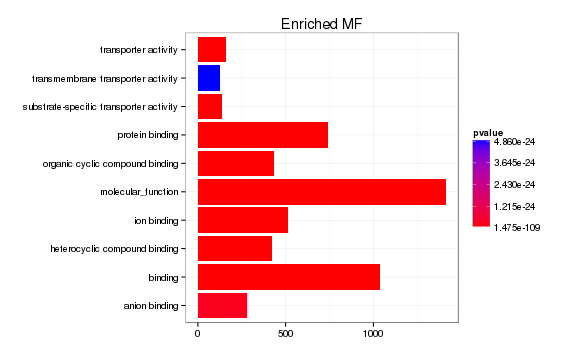 Enriched MF
transporter activity
transmembrane transporter activity
substrate-specific transporter activity
protein binding
organic cyclic compound binding
molecular_function
ion binding
heterocyclic compound binding
binding
anion binding
0
500
1000
pvalue
4.860e-24
3.645e-24
2.430e-24
1.215e-24
1.475e-109